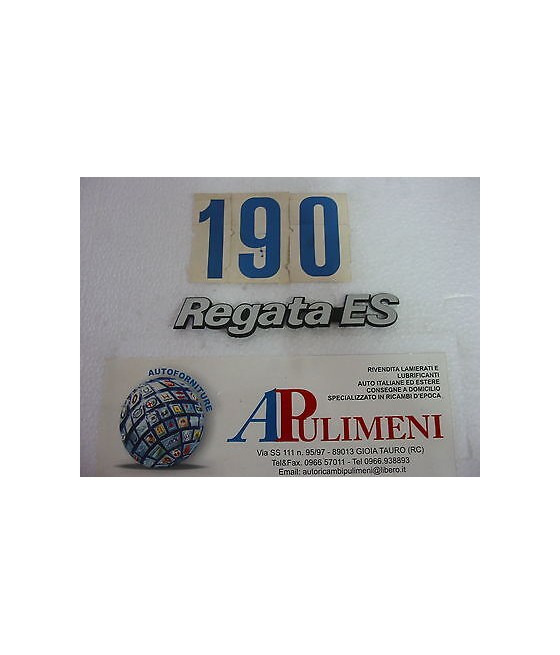 190
Regata ES
AUTOFORNITURE
RIVENDITA LAMIERATI E
LUBRIFICANTI
AUTO ITALIANE ED ESTERE
CONSEGNE A DOMICILIO
SPECIALIZZATO IN RICAMBI D'EPOCA
APULIMENI
Via SS 111 n. 95/97 - 89013 GIOIA TAURO (RC)
Tel&Fax. 0966 57011 - Tel 0966.938893
Email: autoricambipulimeni@libero.it